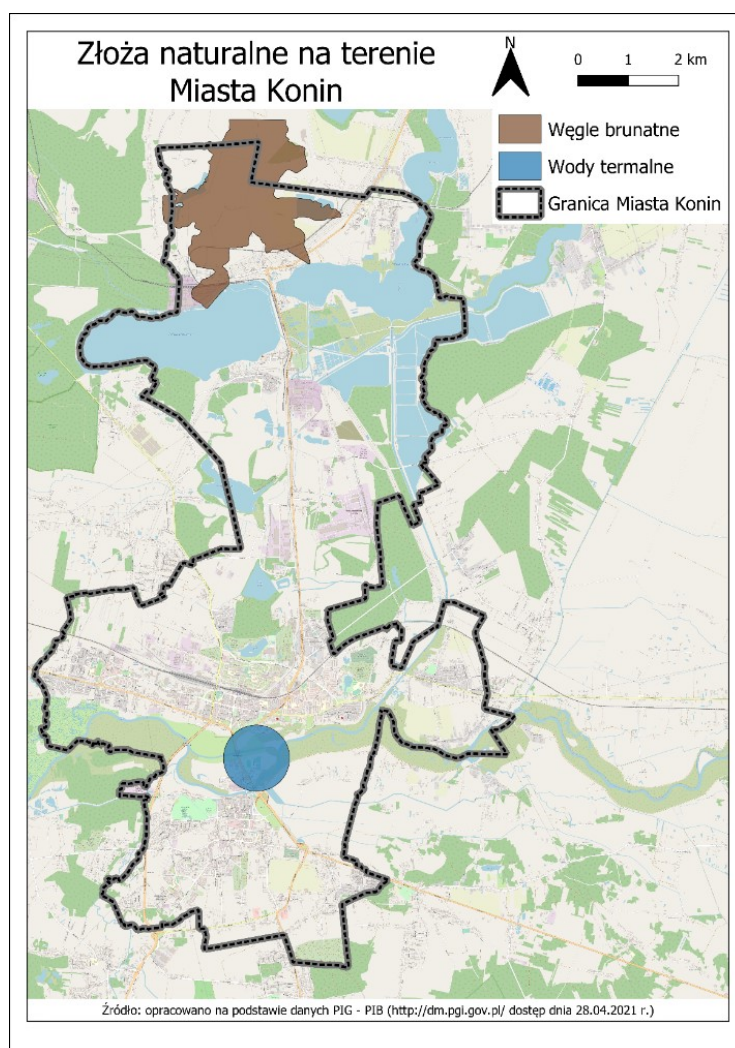 Złoża naturalne na terenie
Miasta Konin
N
0 1 2 km
Węgle brunatne
Wody termalne
Granica Miasta Konin
Źródło: opracowano na podstawie danych PIG - PIB (http://dm.pgi.gov.pl/ dostęp dnia 28.04.2021 r.)